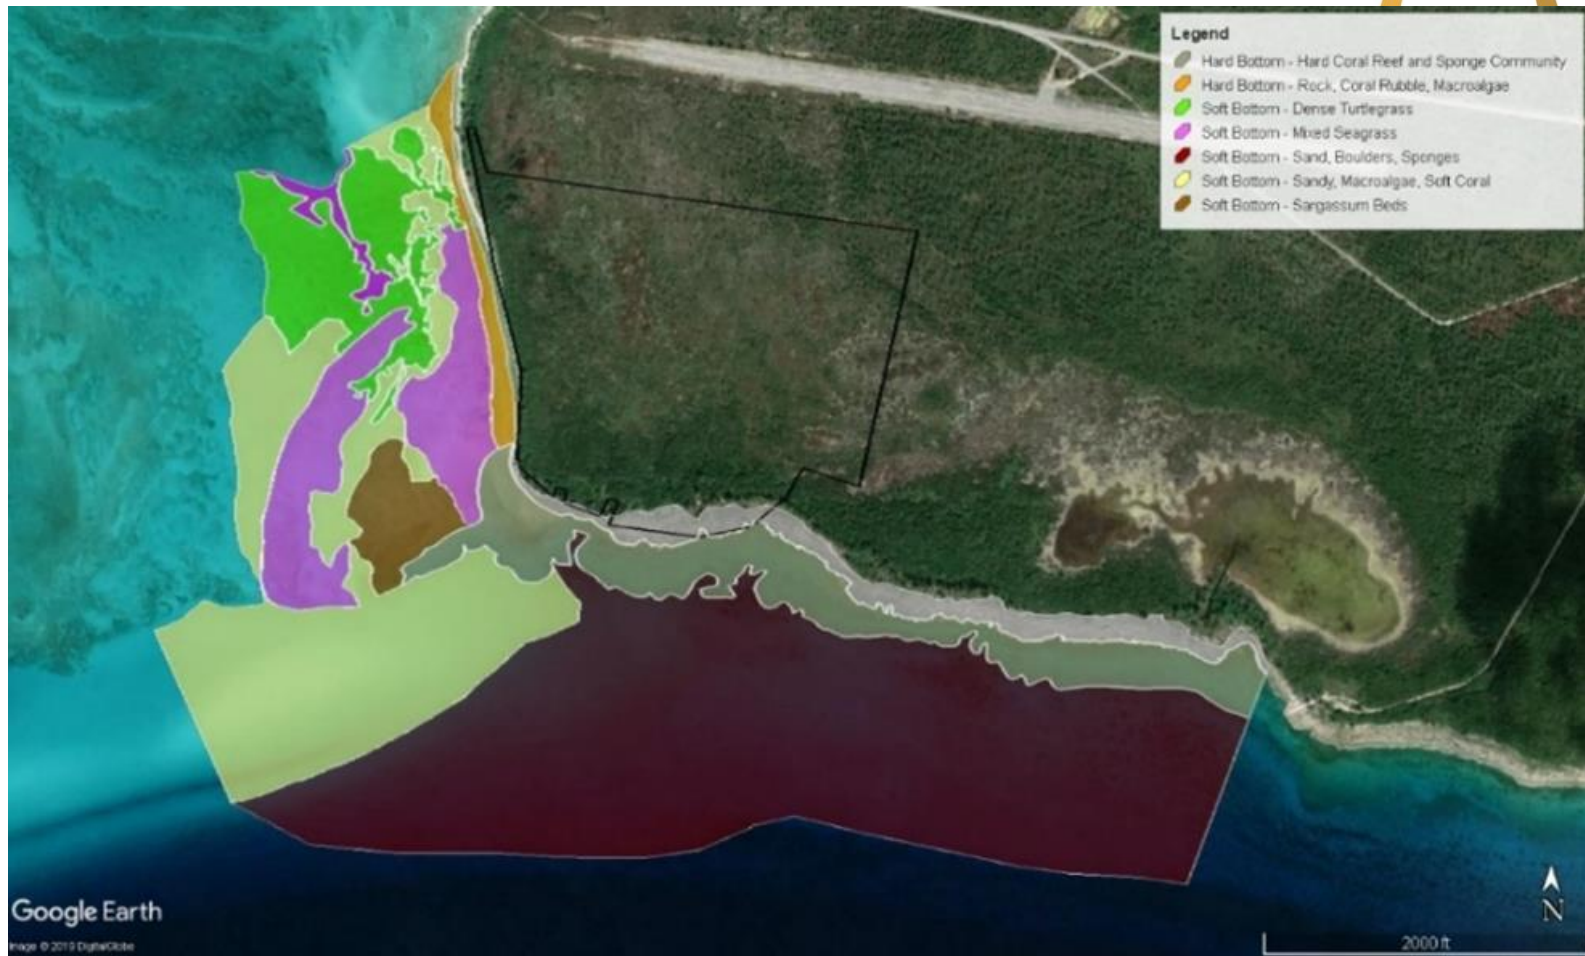 Legend
Hard Bottom - Hard Coral Reef and Sponge Community
Hard Bottom - Rock, Coral Rubble, Macroalgae
Soft Bottom - Dense Turtlegrass
Soft Bottom - Mixed Seagrass
Soft Bottom - Sand, Boulders, Sponges
Soft Bottom - Sandy, Macroalgae, Soft Coral
Soft Bottom - Sargassum Beds
Google Earth
Image © 2019 DigitalGlobe
N
2000 ft